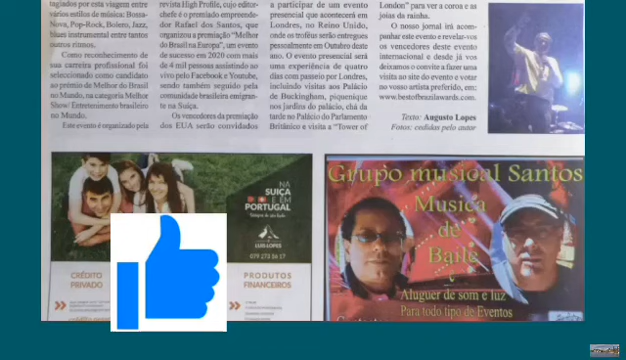 tagiados por esta viagem entre
vários estilos de música: Bossa-
Nova, Pop-Rock, Bolero, Jazz,
blues instrumental entre tantos
outros ritmos.
Como reconhecimento de
sua carreira profissional foi
seleccionado como candidato
ao prémio de Melhor do Brasil
no Mundo, na categoria Melhor
Show/ Entretenimento brasileiro
no Mundo.
Este evento é organizado pela
revista High Profile, cujo editor-
chefe é o premiado empreende-
dor Rafael dos Santos, que
organizou a premiação "Melhor
do Brasil na Europa", um evento
de sucesso em 2020 com mais
de 4 mil pessoas assistindo ao
vivo pelo Facebook e Youtube,
sendo também seguido pela
comunidade brasileira emigran-
te na Suíça.
Os vencedores da premiação
dos EUA serão convidados
a participar de um evento
presencial que acontecerá em
Londres, no Reino Unido,
onde os troféus serão entregues
pessoalmente em Outubro deste
ano. O evento presencial será
uma experiência de quatro
dias com passeio por Londres,
incluindo visitas aos Palácio
de Buckingham, piquenique
nos jardins do palácio, chá da
tarde no Palácio do Parlamento
Britânico e visita a "Tower of
London" para ver a coroa e as
joias da rainha.
O nosso jornal irá acom-
panhar este evento e revelar-vos
os vencedores deste evento
internacional e desde já vos
deixamos o convite a fazer uma
visita ao site do evento e votar
no vosso artista preferido, em:
www.bestofbrazilawards.com.
Texto: Augusto Lopes
Fotos: cedidas pelo autor
NA
SUIÇA
E EM
PORTUGAL
LUIS LOPES
079 273 56 17
CRÉDITO
PRIVADO
PRODUTOS
FINANCEIROS
Grupo musical Santos
Musica
de
Baile
e
Aluguer de som e luz
Para todo tipo de Eventos